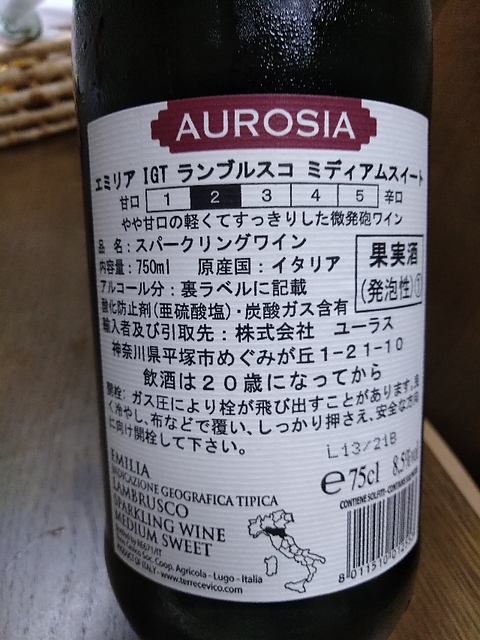 AUROSIA
エミリア IGT ランブルスコ ミディアムスイート
甘口 1 2 3 4 5 辛口
やや甘口の軽くてすっきりした微発砲ワイン
品 名：スパークリングワイン
内容量：750ml 原産国：イタリア
果実酒
(発泡性)①
アルコール分：裏ラベルに記載
酸化防止剤(亜硫酸塩)・炭酸ガス含有
輸入者及び引取先：株式会社 ユーラス
神奈川県平塚市めぐみが丘1-21-10
飲酒は20歳になってから
開栓：ガス圧により栓が飛び出すことがあります。
く冷やし、布などで覆い、しっかり押さえ、安全な方向
に向け開栓して下さい。
L13/21B
e 75cl 8,5%vol
CONTIENE SOLFITI
EMILIA
INDICAZIONE GEOGRAFICA TIPICA
LAMBRUSCO
SPARKLING WINE
MEDIUM SWEET
Soc. Coop. Agricola - Lugo - Italia
PRODUCT OF ITALY - www.terrecevico.com